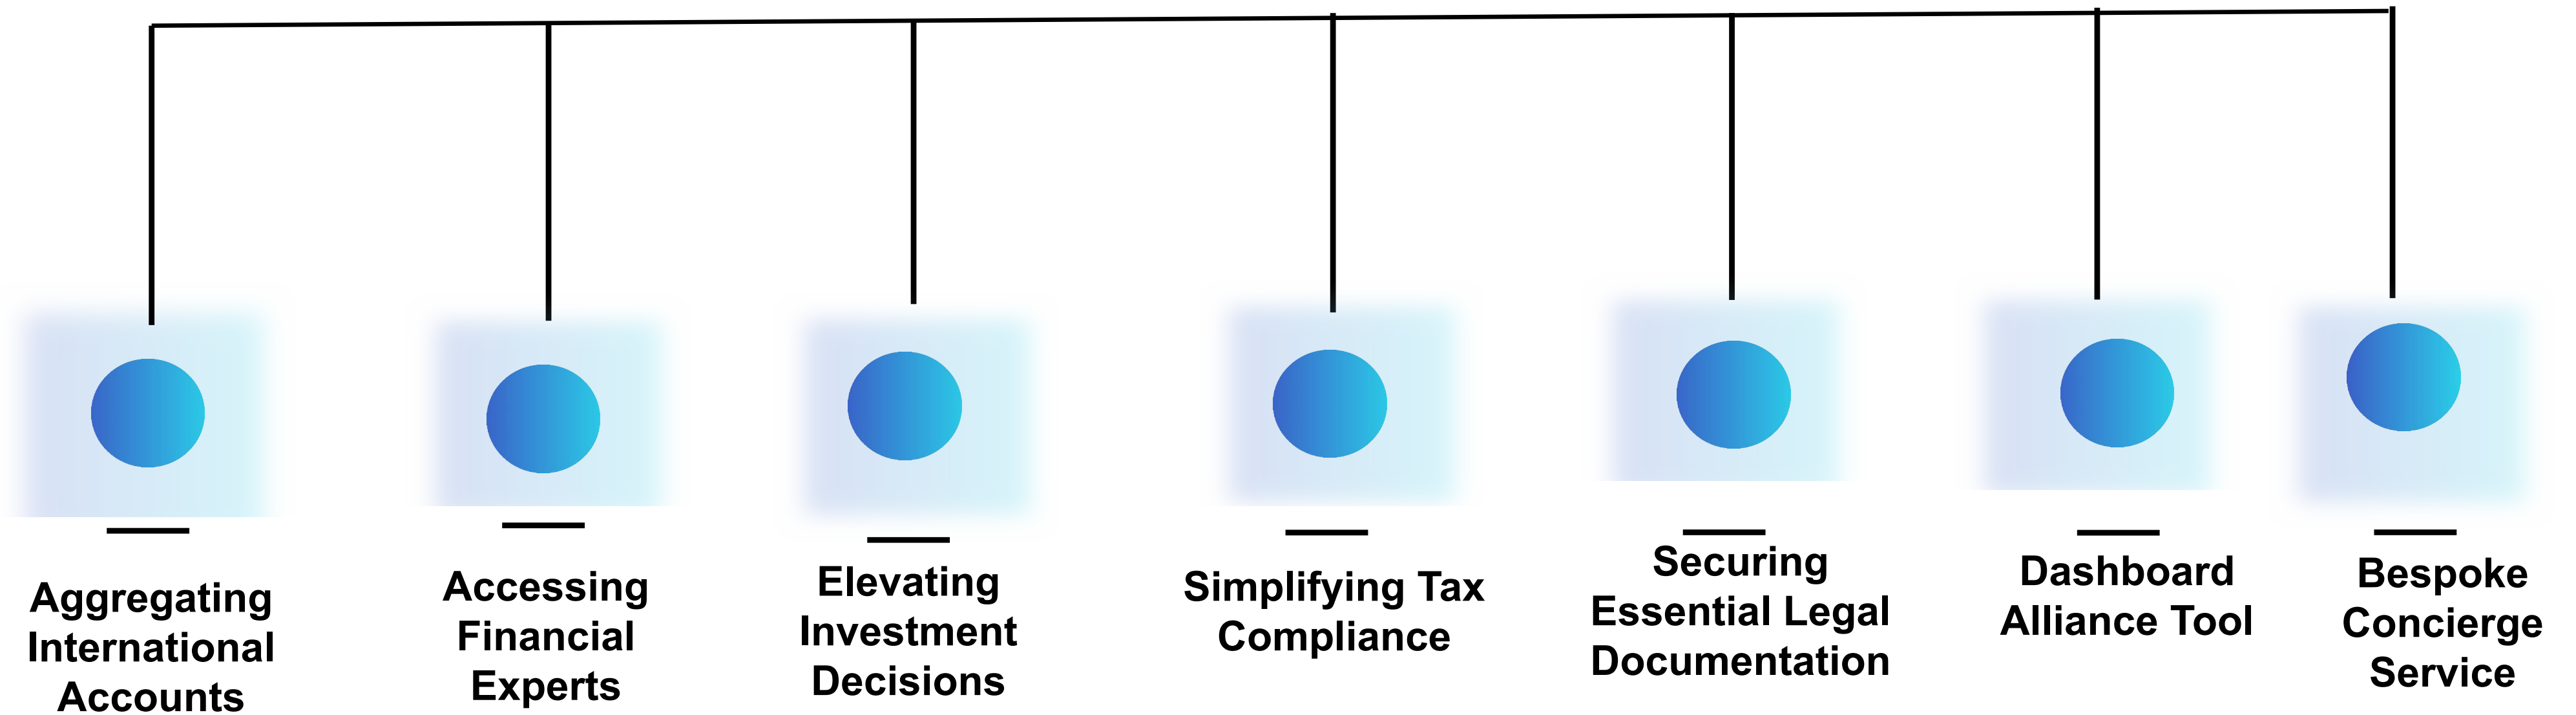 Aggregating
International
Accounts
Accessing
Financial
Experts
Elevating
Investment
Decisions
Simplifying Tax
Compliance
Securing
Essential Legal
Documentation
Dashboard
Alliance Tool
Bespoke
Concierge
Service